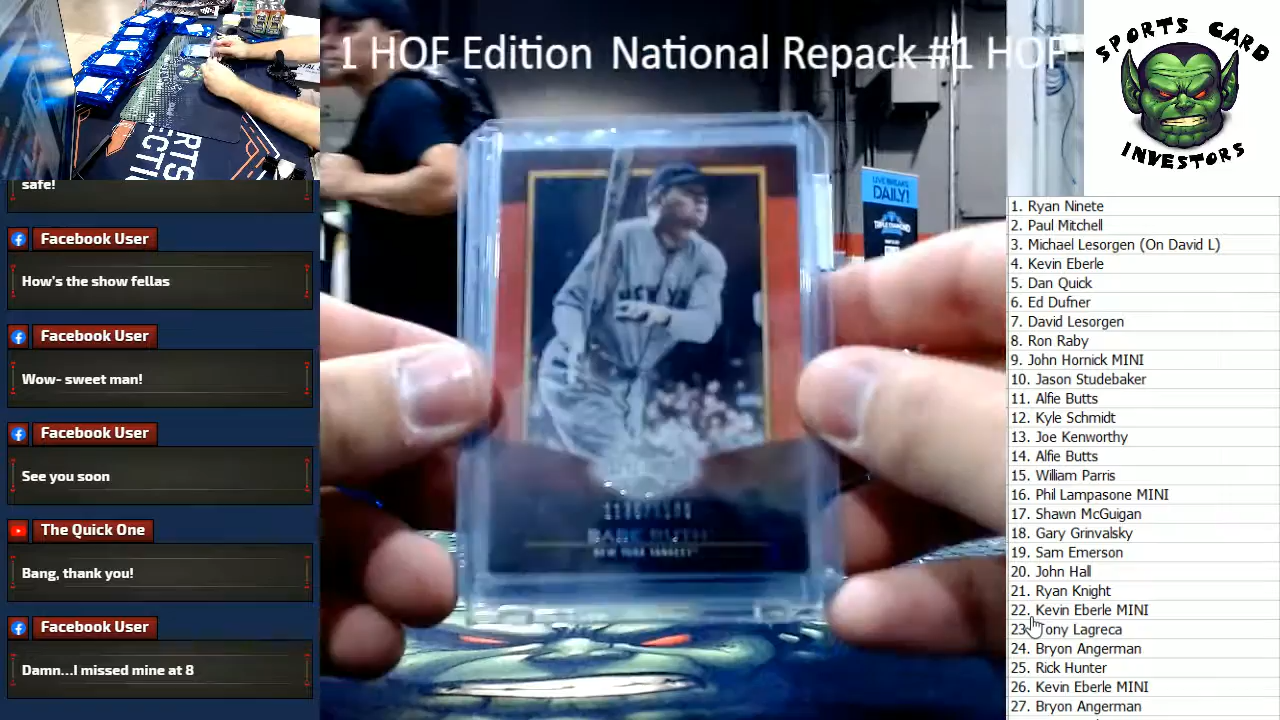 1 HOF Edition National Repack #1 HOF
SPORTS CARD
INVESTORS
LIVE BREAKS
DAILY!
safe!
Facebook User
How's the show fellas
Facebook User
Wow- sweet man!
Facebook User
See you soon
The Quick One
Bang, thank you!
Facebook User
Damn...I missed mine at 8
BABE RUTH
NEW YORK YANKEES
1. Ryan Ninete
2. Paul Mitchell
3. Michael Lesorgen (On David L)
4. Kevin Eberle
5. Dan Quick
6. Ed Dufner
7. David Lesorgen
8. Ron Raby
9. John Hornick MINI
10. Jason Studebaker
11. Alfie Butts
12. Kyle Schmidt
13. Joe Kenworthy
14. Alfie Butts
15. William Parris
16. Phil Lampasone MINI
17. Shawn McGuigan
18. Gary Grinvalsky
19. Sam Emerson
20. John Hall
21. Ryan Knight
22. Kevin Eberle MINI
23. Tony Lagreca
24. Bryon Angerman
25. Rick Hunter
26. Kevin Eberle MINI
27. Bryon Angerman